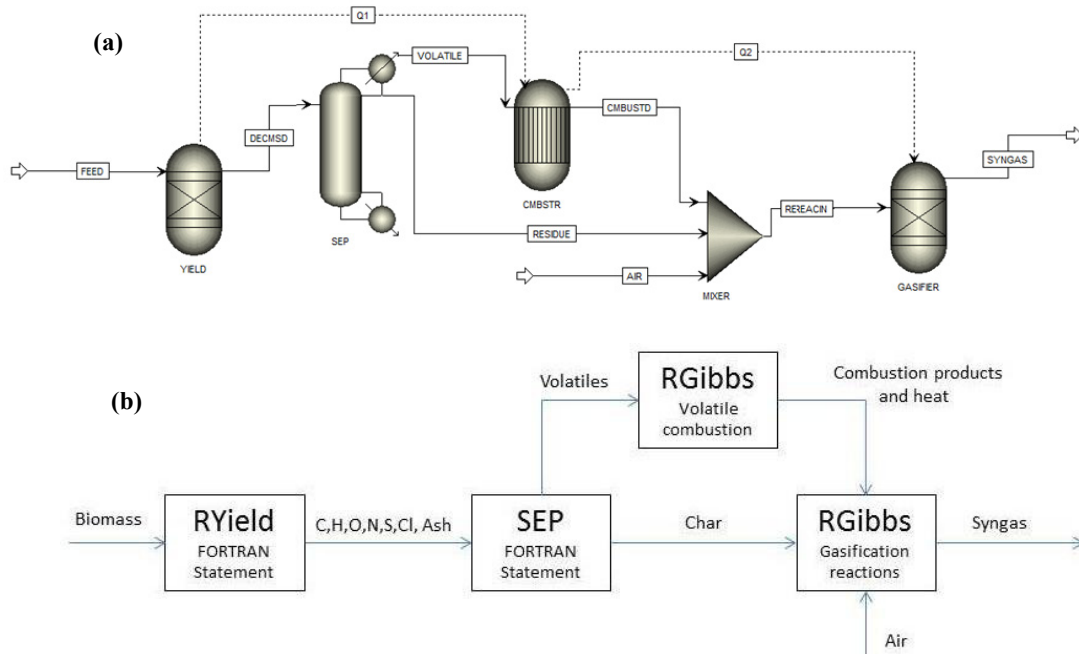 (a)
Q1
VOLATILE
Q2
CMBUSTD
DECMSD
FEED
SYNGAS
REREACIN
CMBSTR
RESIDUE
SEP
YIELD
AIR
MIXER
GASIFIER
(b)
Volatiles
RGibbs
Volatile
combustion
Combustion products
and heat
Biomass
RYield
FORTRAN
Statement
C,H,O,N,S,Cl, Ash
SEP
FORTRAN
Statement
Char
RGibbs
Gasification
reactions
Syngas
Air